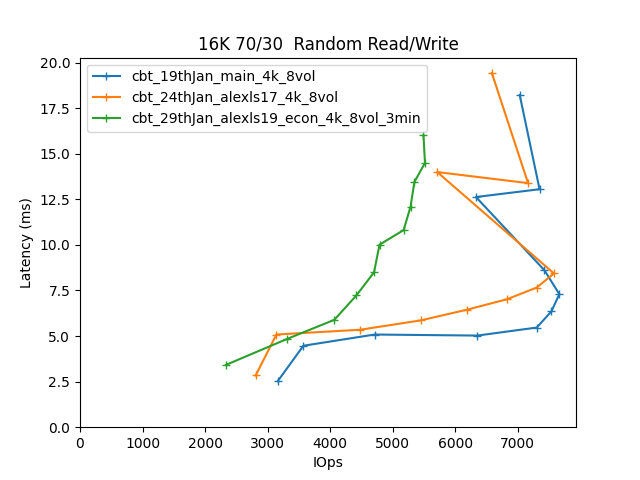 16K 70/30  Random Read/Write
cbt_19thJan_main_4k_8vol
cbt_24thJan_alexls17_4k_8vol
cbt_29thJan_alexls19_econ_4k_8vol_3min
Latency (ms)
20.0
17.5
15.0
12.5
10.0
7.5
5.0
2.5
0.0
0 1000 2000 3000 4000 5000 6000 7000
IOps